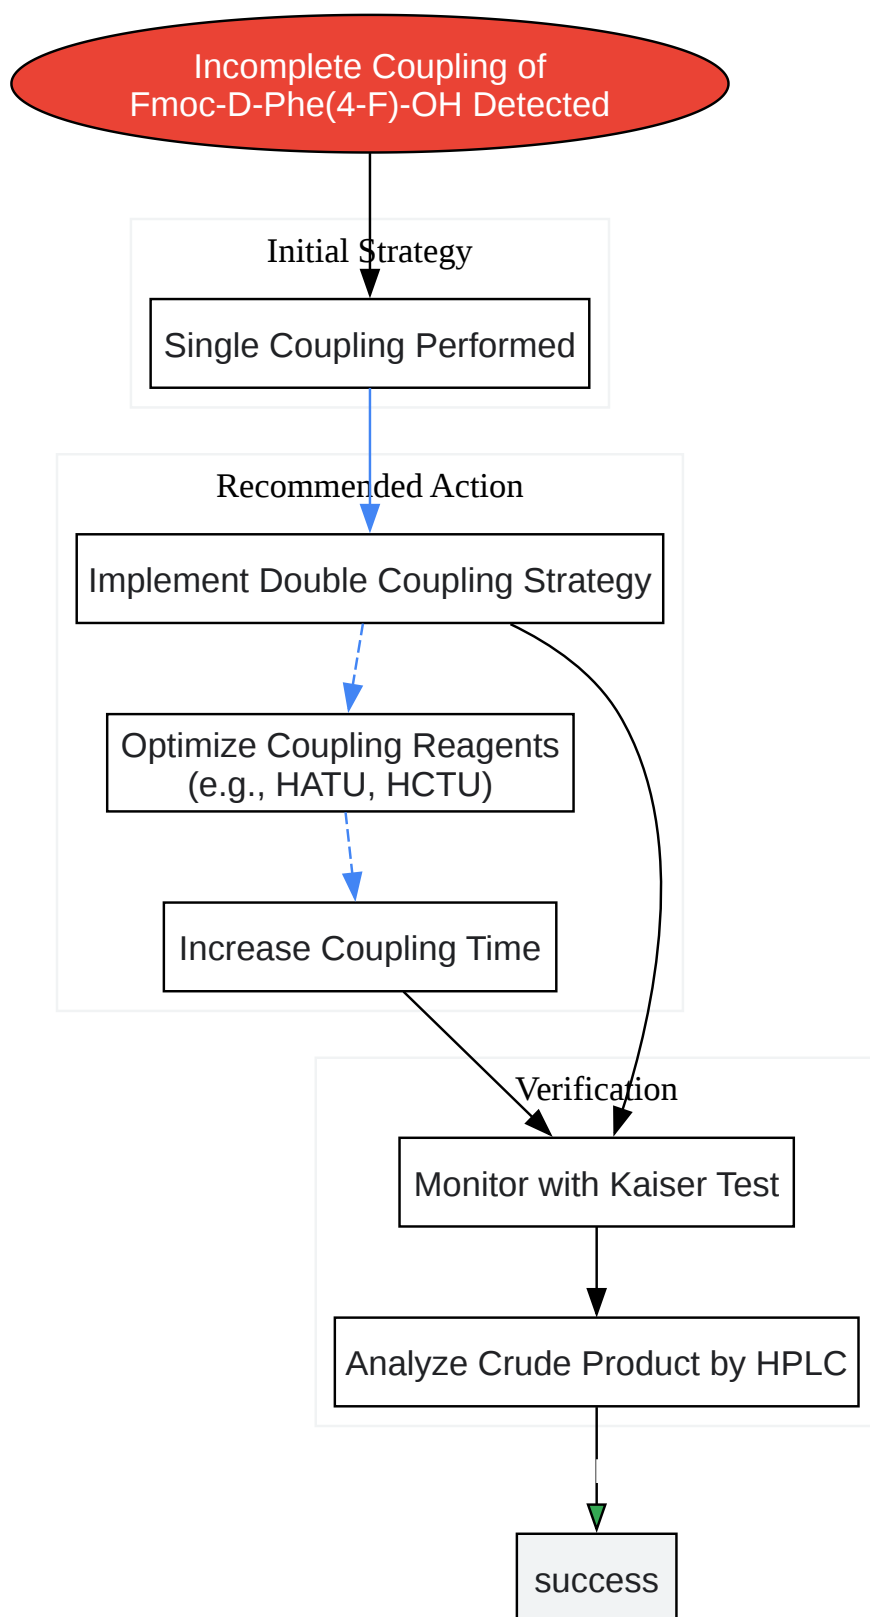 Incomplete Coupling of
Fmoc-D-Phe(4-F)-OH Detected
Initial Strategy
Single Coupling Performed
Recommended Action
Implement Double Coupling Strategy
Optimize Coupling Reagents
(e.g., HATU, HCTU)
Increase Coupling Time
Verification
Monitor with Kaiser Test
Analyze Crude Product by HPLC
success